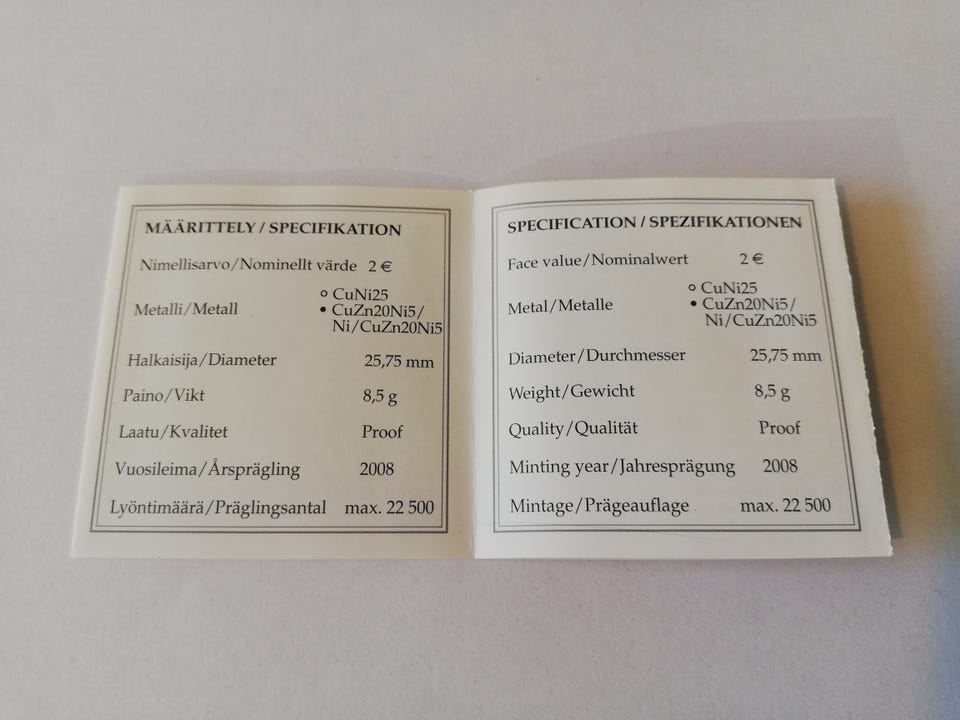 MÄÄRITTELY / SPECIFIKATION
Nimellisarvo/Nominellt värde 2 €
Metalli/Metall
○ CuNi25
● CuZn20Ni5/
Ni/CuZn20Ni5
Halkaisija/Diameter 25,75 mm
Paino/Vikt 8,5 g
Laatu/Kvalitet Proof
Vuosileima/Årsprägling 2008
Lyöntimäärä/Präglingsantal max. 22 500
SPECIFICATION / SPEZIFIKATIONEN
Face value/Nominalwert 2 €
Metal/Metalle
○ CuNi25
● CuZn20Ni5/
Ni/CuZn20Ni5
Diameter/Durchmesser 25,75 mm
Weight/Gewicht 8,5 g
Quality/Qualität Proof
Minting year/Jahresprägung 2008
Mintage/Prägeauflage max. 22 500